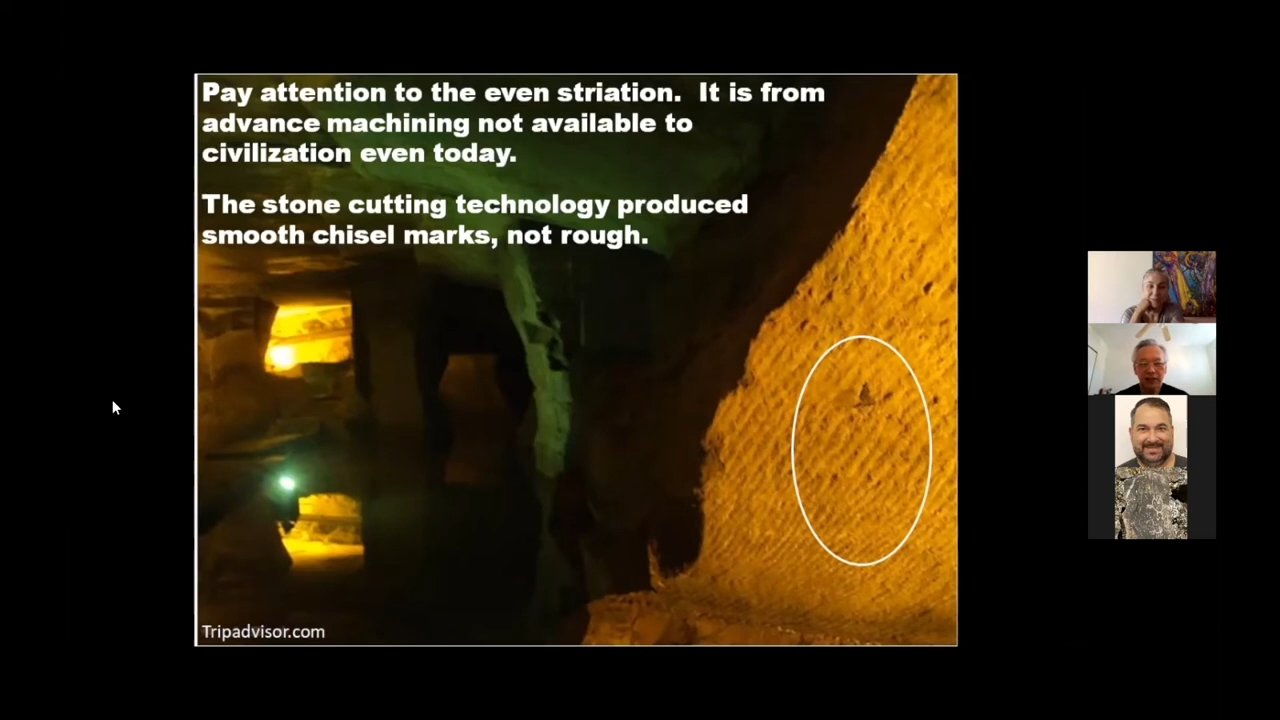 Pay attention to the even striation.  It is from
advance machining not available to
civilization even today.
The stone cutting technology produced
smooth chisel marks, not rough.
Tripadvisor.com